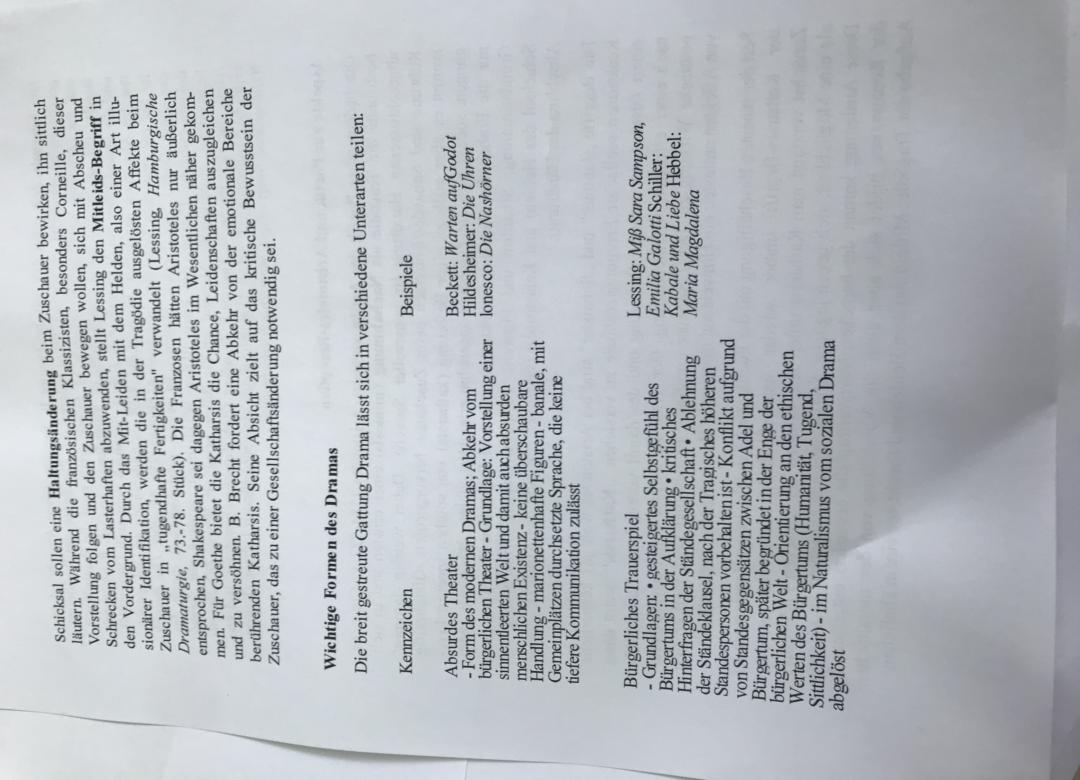 Schicksal sollen eine Haltungsänderung beim Zuschauer bewirken, ihn sittlich
läutern. Während die französischen Klassizisten, besonders Corneille, dieser
Vorstellung folgen und den Zuschauer bewegen wollen, sich mit Abscheu und
Schrecken vom Lasterhaften abzuwenden, stellt Lessing den Mitleids-Begriff in
den Vordergrund. Durch das Mit-Leiden mit dem Helden, also einer Art illu-
sionärer Identifikation, werden die in der Tragödie ausgelösten Affekte beim
Zuschauer in „tugendhafte Fertigkeiten" verwandelt (Lessing, Hamburgische
Dramaturgie, 73.-78. Stück). Die Franzosen hätten Aristoteles nur äußerlich
entsprochen, Shakespeare sei dagegen Aristoteles im Wesentlichen näher gekom-
men. Für Goethe bietet die Katharsis die Chance, Leidenschaften auszugleichen
und zu versöhnen. B. Brecht fordert eine Abkehr von der emotionale Bereiche
berührenden Katharsis. Seine Absicht zielt auf das kritische Bewusstsein der
Zuschauer, das zu einer Gesellschaftsänderung notwendig sei.
Wichtige Formen des Dramas
Die breit gestreute Gattung Drama lässt sich in verschiedene Unterarten teilen:
Kennzeichen Beispiele
Absurdes Theater
- Form des modernen Dramas; Abkehr vom
bürgerlichen Theater - Grundlage: Vorstellung einer
sinnentleerten Welt und damit auch absurden
menschlichen Existenz - keine überschaubare
Handlung - marionettenhafte Figuren - banale, mit
Gemeinplätzen durchsetzte Sprache, die keine
tiefere Kommunikation zulässt
Beckett: Warten aufGodot
Hildesheimer: Die Uhren
Ionesco: Die Nashörner
Bürgerliches Trauerspiel
- Grundlagen: • gesteigertes Selbstgefühl des
Bürgertums in der Aufklärung • kritisches
Hinterfragen der Ständegesellschaft • Ablehnung
der Ständeklausel, nach der Tragisches höheren
Standespersonen vorbehalten ist - Konflikt aufgrund
von Standesgegensätzen zwischen Adel und
Bürgertum, später begründet in der Enge der
bürgerlichen Welt - Orientierung an den ethischen
Werten des Bürgertums (Humanität, Tugend,
Sittlichkeit) - im Naturalismus vom sozialen Drama
abgelöst
Lessing: Miß Sara Sampson,
Emilia Galotti Schiller:
Kabale und Liebe Hebbel:
Maria Magdalena